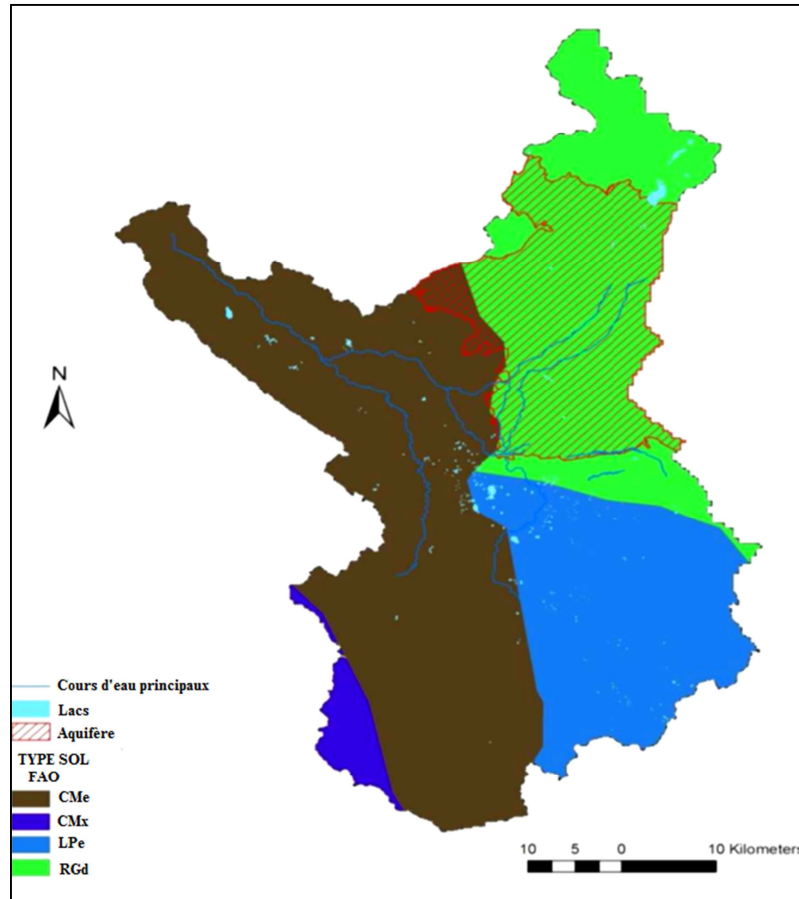 N
Cours d'eau principaux
Lacs
Aquifère
TYPE SOL
FAO
CMe
CMx
LPe
RGd
10 5 0 10 Kilometers